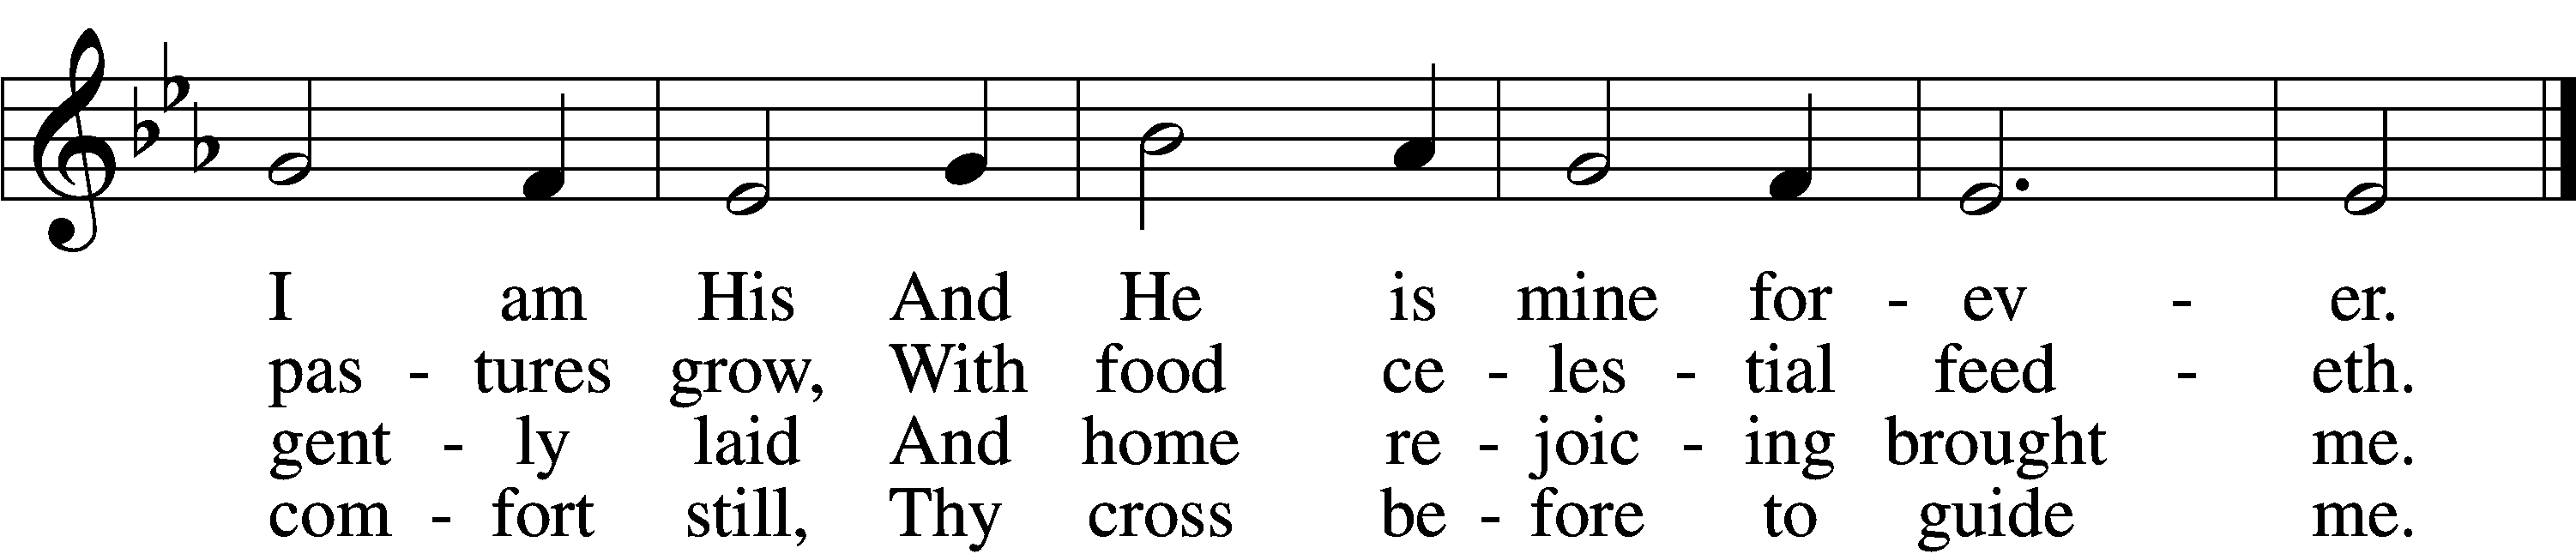 I am His And He is mine for - ev - er.
pas - tures grow, With food ce - les - tial feed - eth.
gent - ly laid And home re - joic - ing brought me.
com - fort still, Thy cross be - fore to guide me.